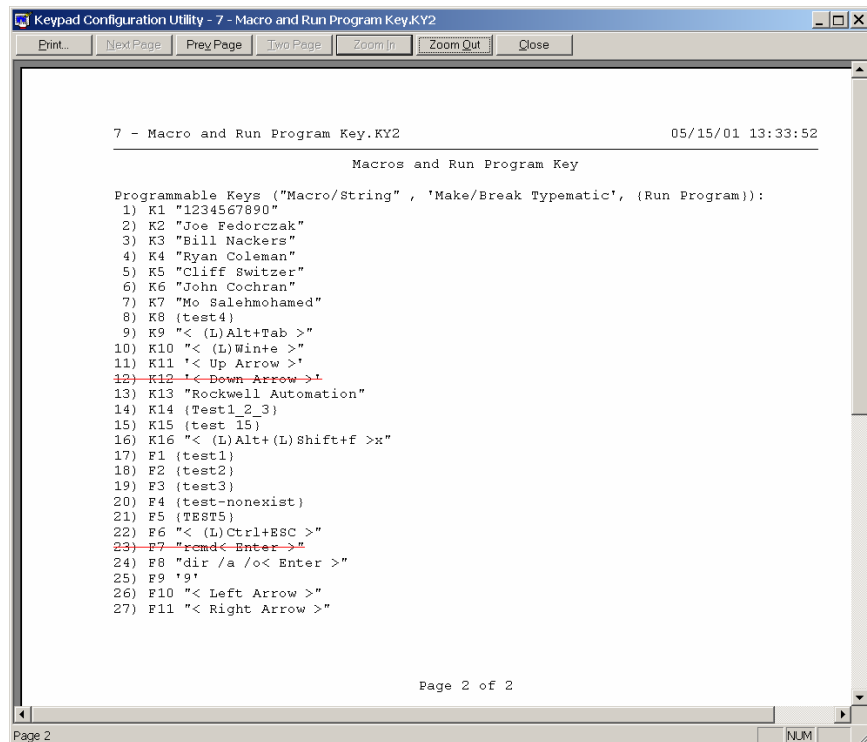 Keypad Configuration Utility - 7 - Macro and Run Program Key.KY2
Print... Next Page Prev Page Two Page Zoom In Zoom Out Close
7 - Macro and Run Program Key.KY2 05/15/01 13:33:52
Macros and Run Program Key
Programmable Keys ("Macro/String" , 'Make/Break Typematic', {Run Program}):
1) K1 "1234567890"
2) K2 "Joe Fedorczak"
3) K3 "Bill Nackers"
4) K4 "Ryan Coleman"
5) K5 "Cliff Switzer"
6) K6 "John Cochran"
7) K7 "Mo Salehmohamed"
8) K8 {test4}
9) K9 "< (L)Alt+Tab >"
10) K10 "< (L)Win+e >"
11) K11 '< Up Arrow >'
12) K12 '< Down Arrow >'
13) K13 "Rockwell Automation"
14) K14 {Test1_2_3}
15) K15 {test 15}
16) K16 "< (L)Alt+(L)Shift+f >x"
17) F1 {test1}
18) F2 {test2}
19) F3 {test3}
20) F4 {test-nonexist}
21) F5 {TEST5}
22) F6 "< (L)Ctrl+ESC >"
23) F7 "rcmd< Enter >"
24) F8 "dir /a /o< Enter >"
25) F9 '9'
26) F10 "< Left Arrow >"
27) F11 "< Right Arrow >"
Page 2 of 2
Page 2 NUM